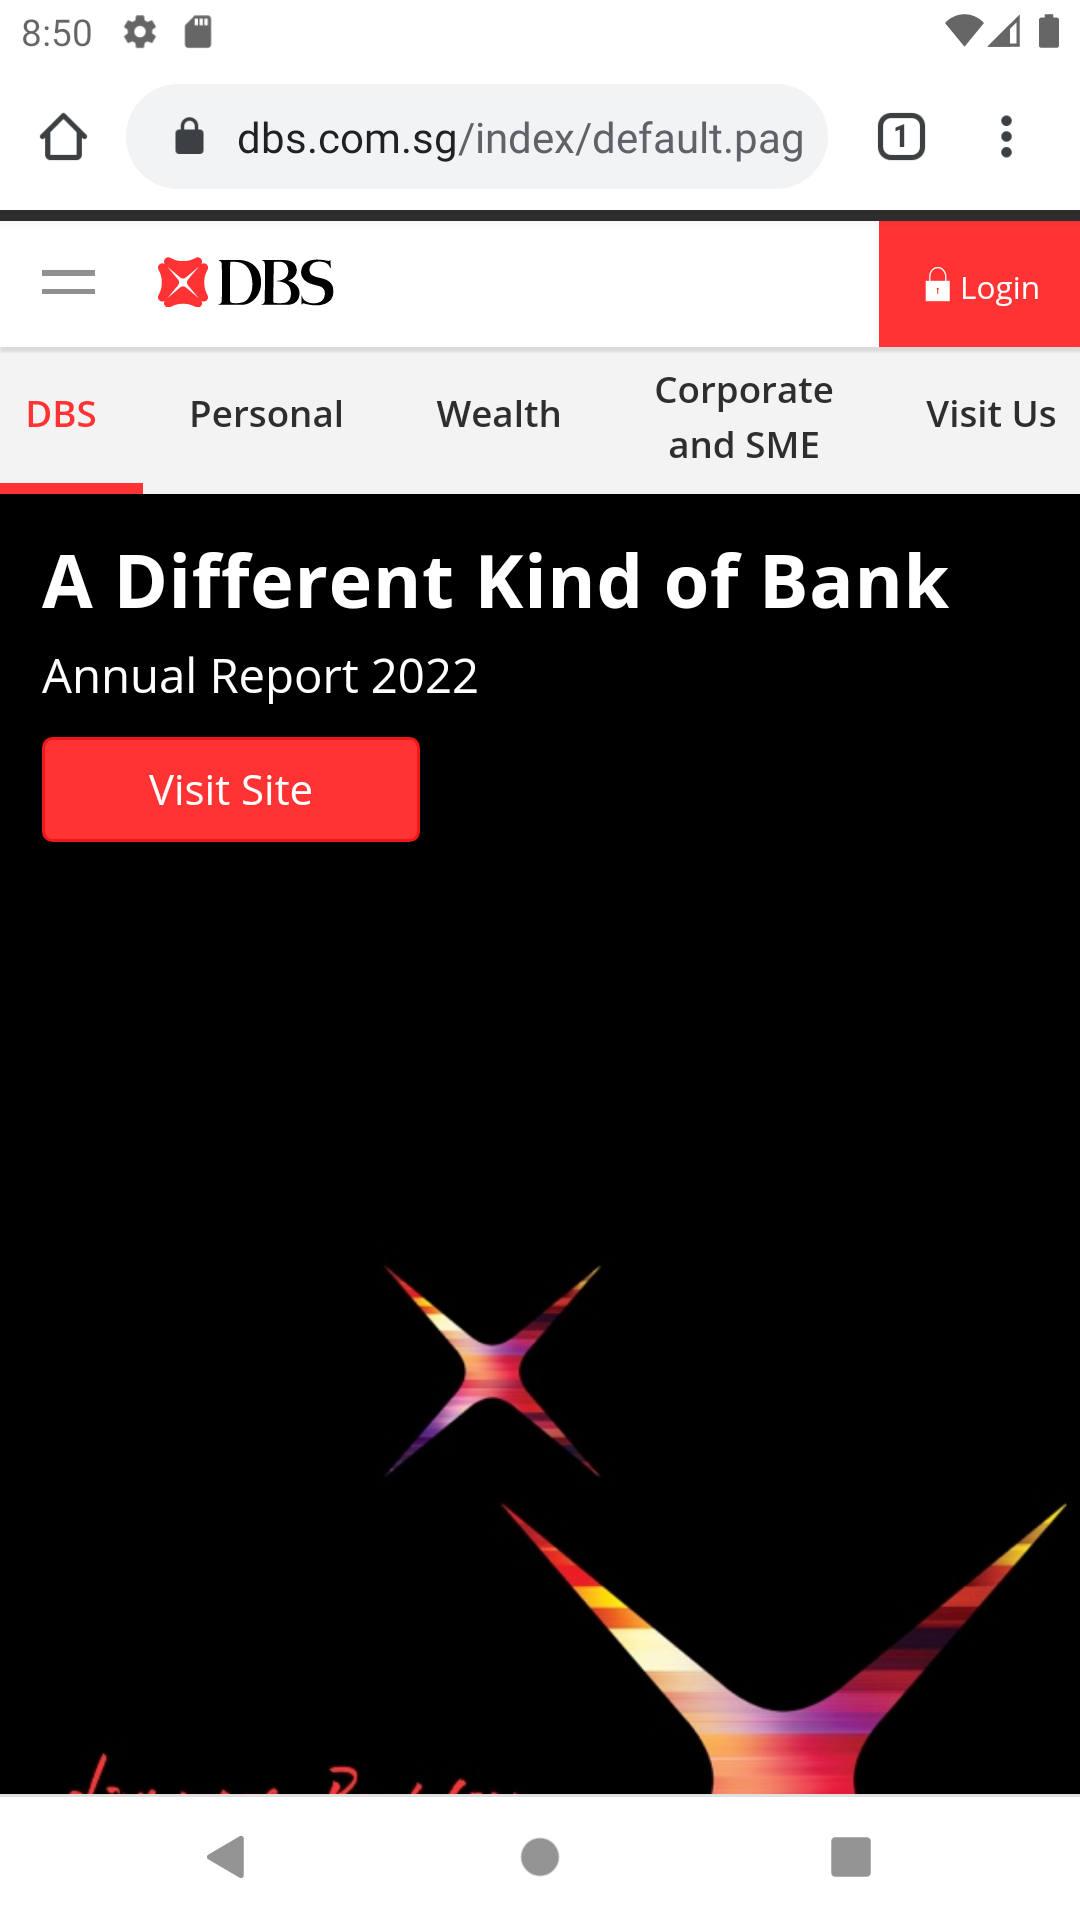 8:50
dbs.com.sg/index/default.pag
1
DBS
Login
DBS
Personal
Wealth
Corporate
and SME
Visit Us
A Different Kind of Bank
Annual Report 2022
Visit Site